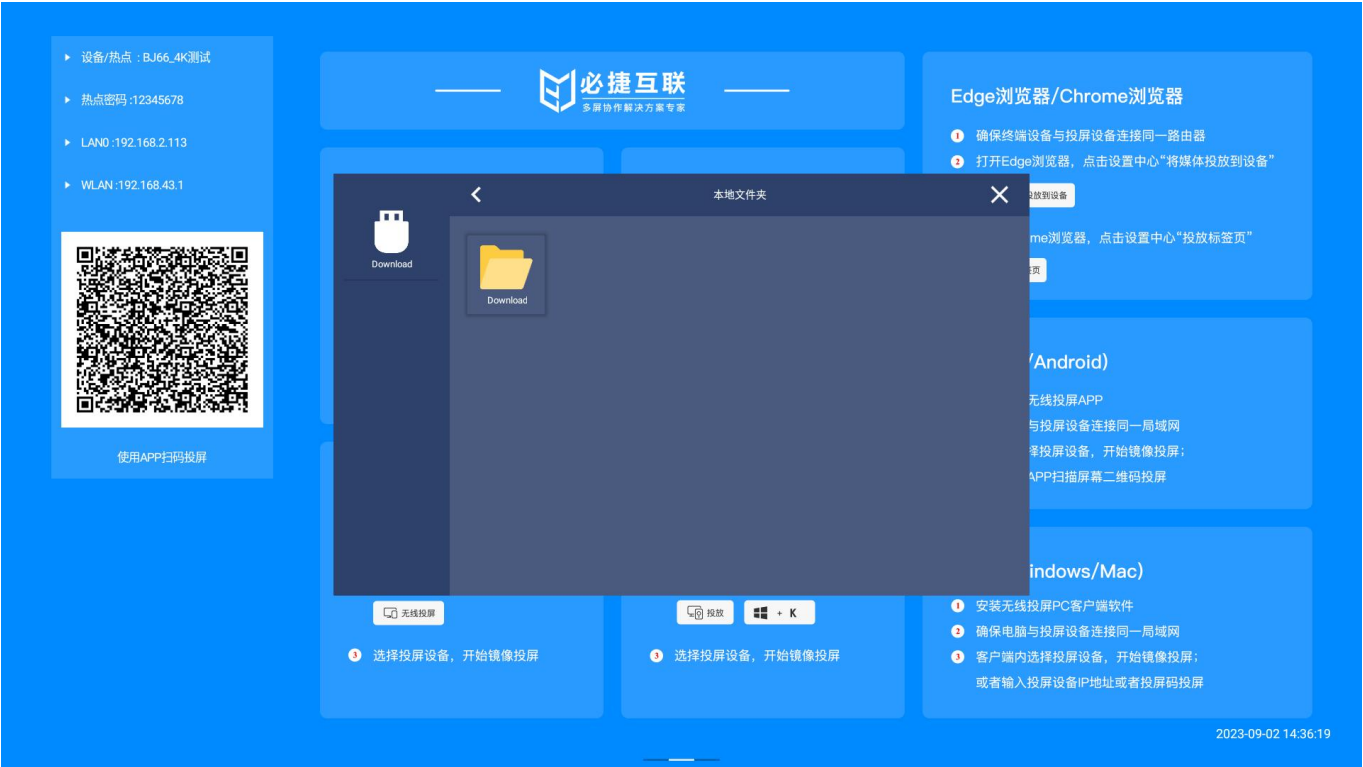 设备/热点 : BJ66_4K测试
热点密码 :12345678
LAN0 :192.168.2.113
WLAN :192.168.43.1
使用APP扫码投屏
必捷互联
多屏协作解决方案专家
本地文件夹
Download
Download
无线投屏
3 选择投屏设备，开始镜像投屏
投放
+ K
3 选择投屏设备，开始镜像投屏
Edge浏览器/Chrome浏览器
1 确保终端设备与投屏设备连接同一路由器
2 打开Edge浏览器，点击设置中心“将媒体投放到设备”
放到设备
me浏览器，点击设置中心“投放标签页”
页
/Android)
无线投屏APP
与投屏设备连接同一局域网
择投屏设备，开始镜像投屏；
APP扫描屏幕二维码投屏
indows/Mac)
1 安装无线投屏PC客户端软件
2 确保电脑与投屏设备连接同一局域网
3 客户端内选择投屏设备，开始镜像投屏；
或者输入投屏设备IP地址或者投屏码投屏
2023-09-02 14:36:19